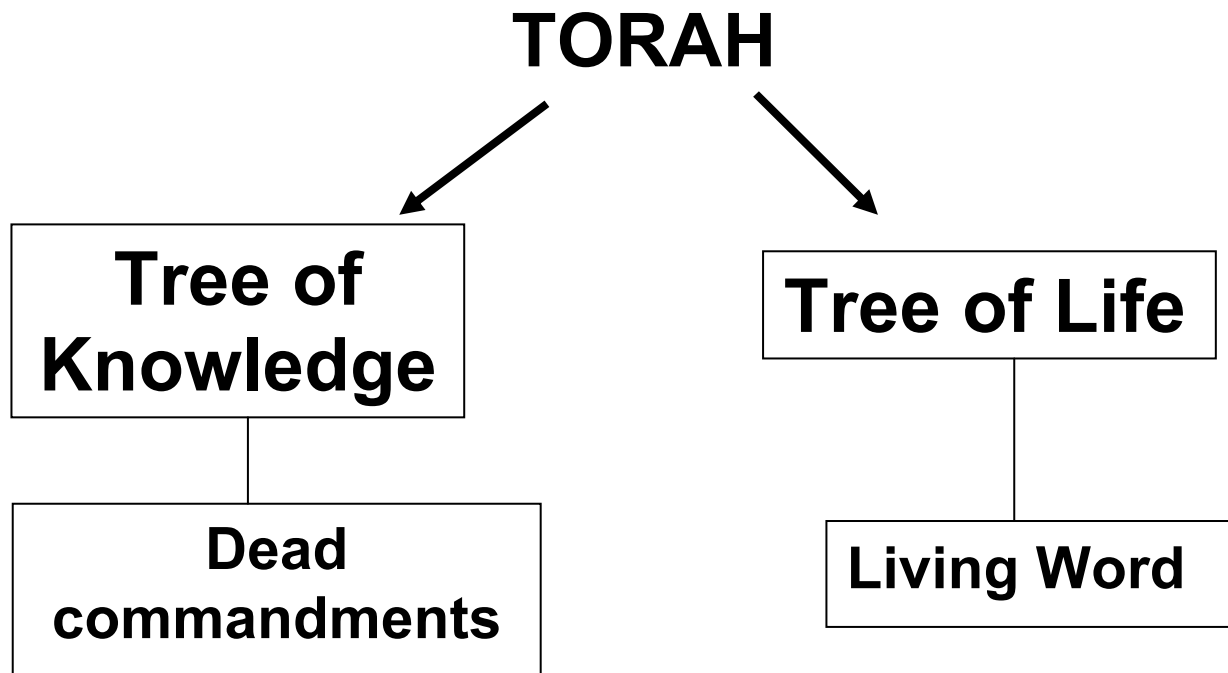 TORAH
Tree of
Knowledge
Tree of Life
Dead
commandments
Living Word